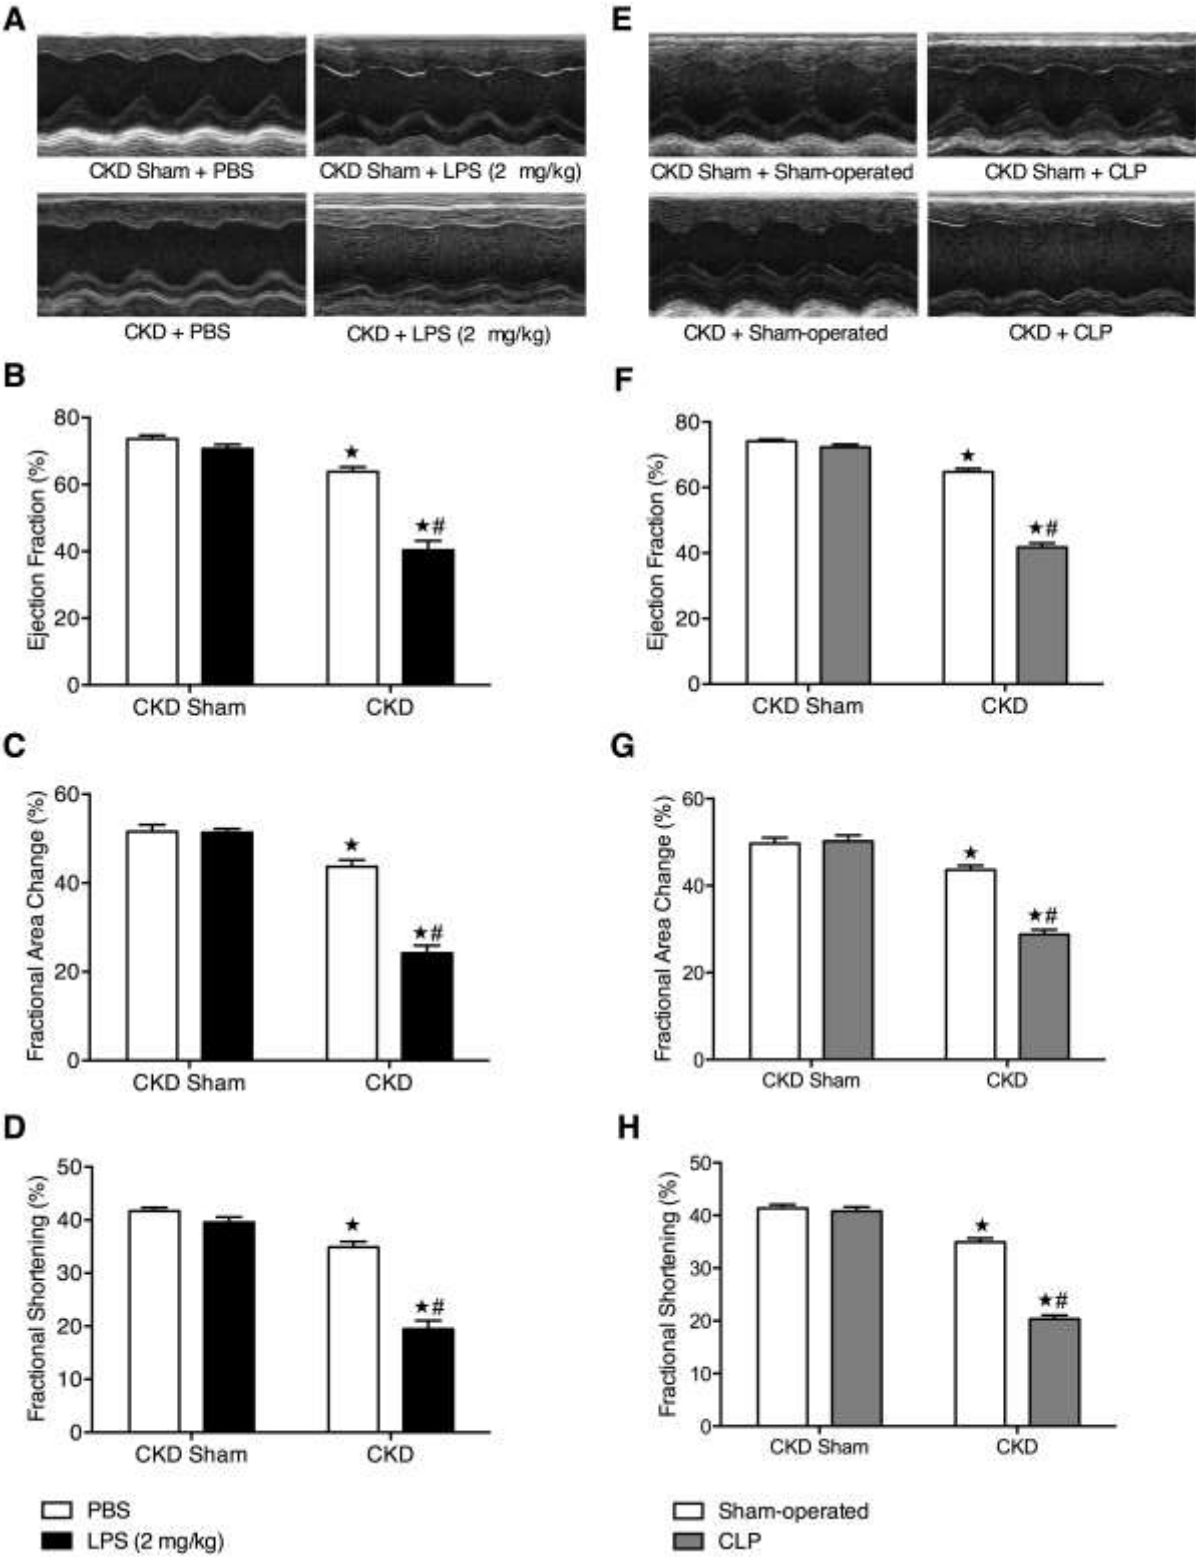 A
CKD Sham + PBS
CKD Sham + LPS (2 mg/kg)
CKD + PBS
CKD + LPS (2 mg/kg)
E
CKD Sham + Sham-operated
CKD Sham + CLP
CKD + Sham-operated
CKD + CLP
B
Ejection Fraction (%)
80
60
40
20
0
★
★#
CKD Sham
CKD
F
Ejection Fraction (%)
80
60
40
20
0
★
★#
CKD Sham
CKD
C
Fractional Area Change (%)
60
40
20
0
★
★#
CKD Sham
CKD
G
Fractional Area Change (%)
60
40
20
0
★
★#
CKD Sham
CKD
D
Fractional Shortening (%)
50
40
30
20
10
0
★
★#
CKD Sham
CKD
PBS
LPS (2 mg/kg)
H
Fractional Shortening (%)
50
40
30
20
10
0
★
★#
CKD Sham
CKD
Sham-operated
CLP